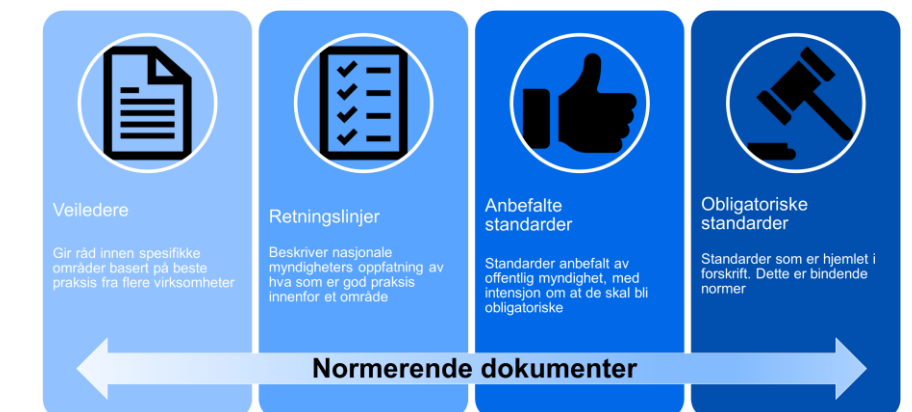 Veiledere
Gir råd innen spesifikke
områder basert på beste
praksis fra flere virksomheter
Retningslinjer
Beskriver nasjonale
myndigheters oppfatning av
hva som er god praksis
innenfor et område
Anbefalte
standarder
Standarder anbefalt av
offentlig myndighet, med
intensjon om at de skal bli
obligatoriske
Obligatoriske
standarder
Standarder som er hjemlet i
forskrift. Dette er bindende
normer
Normerende dokumenter